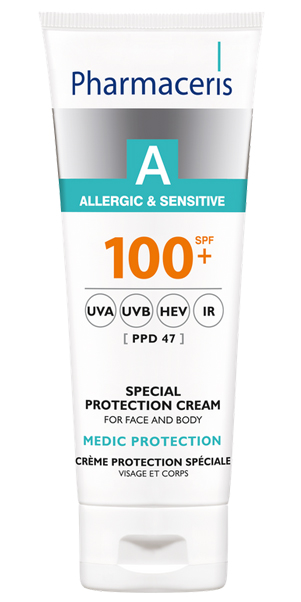 Pharmaceris
A
ALLERGIC & SENSITIVE
100+ SPF
UVA UVB HEV IR
[ PPD 47 ]
SPECIAL
PROTECTION CREAM
FOR FACE AND BODY
MEDIC PROTECTION
CRÈME PROTECTION SPÉCIALE
VISAGE ET CORPS